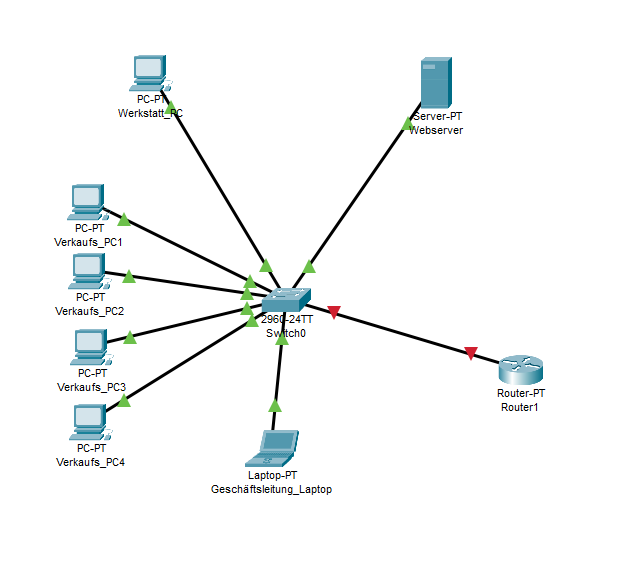 PC-PT
Werkstatt_PC
Server-PT
Webserver
PC-PT
Verkaufs_PC1
PC-PT
Verkaufs_PC2
2960-24TT
Switch0
PC-PT
Verkaufs_PC3
Router-PT
Router1
PC-PT
Verkaufs_PC4
Laptop-PT
Geschäftsleitung_Laptop